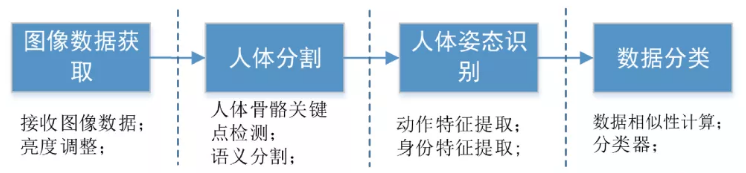 图像数据获
取
人体分割
人体姿态识
别
数据分类
接收图像数据;
亮度调整;
人体骨骼关键
点检测;
语义分割;
动作特征提取;
身份特征提取;
数据相似性计算;
分类器;